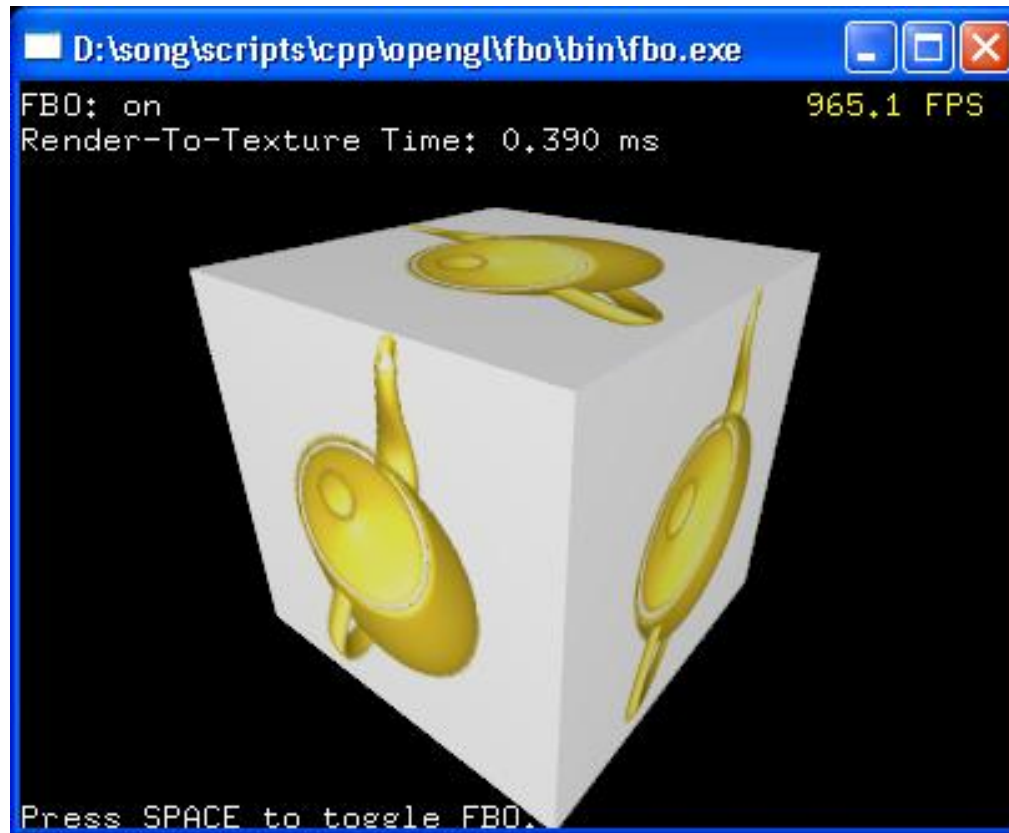 D:\song\scripts\cpp\opengl\fbo\bin\fbo.exe
FBO: on 965.1 FPS
Render-To-Texture Time: 0.390 ms
Press SPACE to toggle FBO.